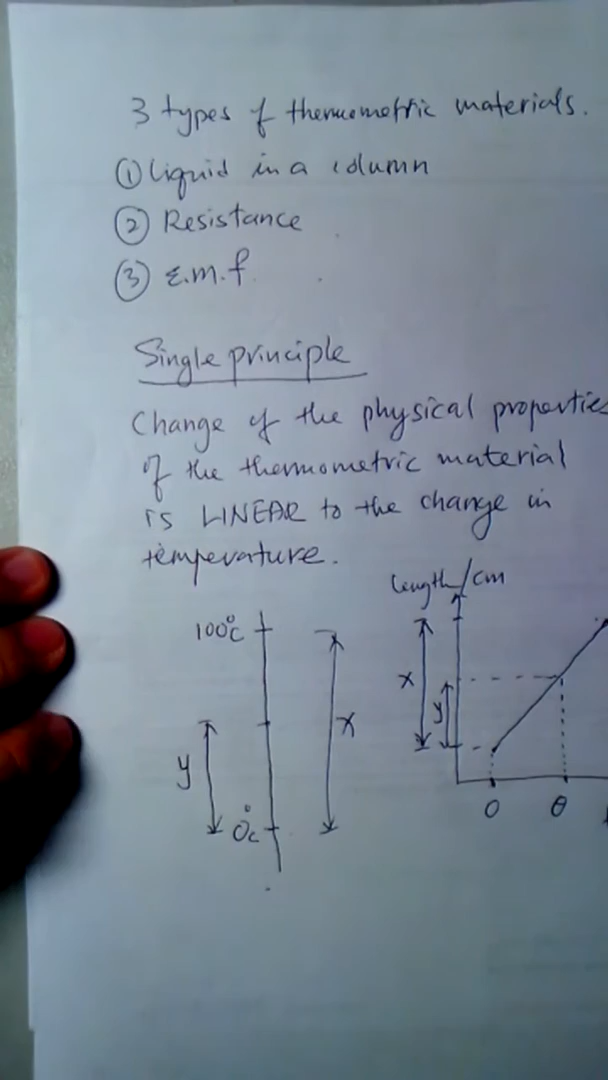 3 types of thermometric materials.
① Liquid in a column
② Resistance
③ E.m.f
Single principle
Change of the physical propertie
of the thermometric material
is LINEAR to the change in
temperature.
length/cm
100°C
x
x
y
y
0°C
0
θ